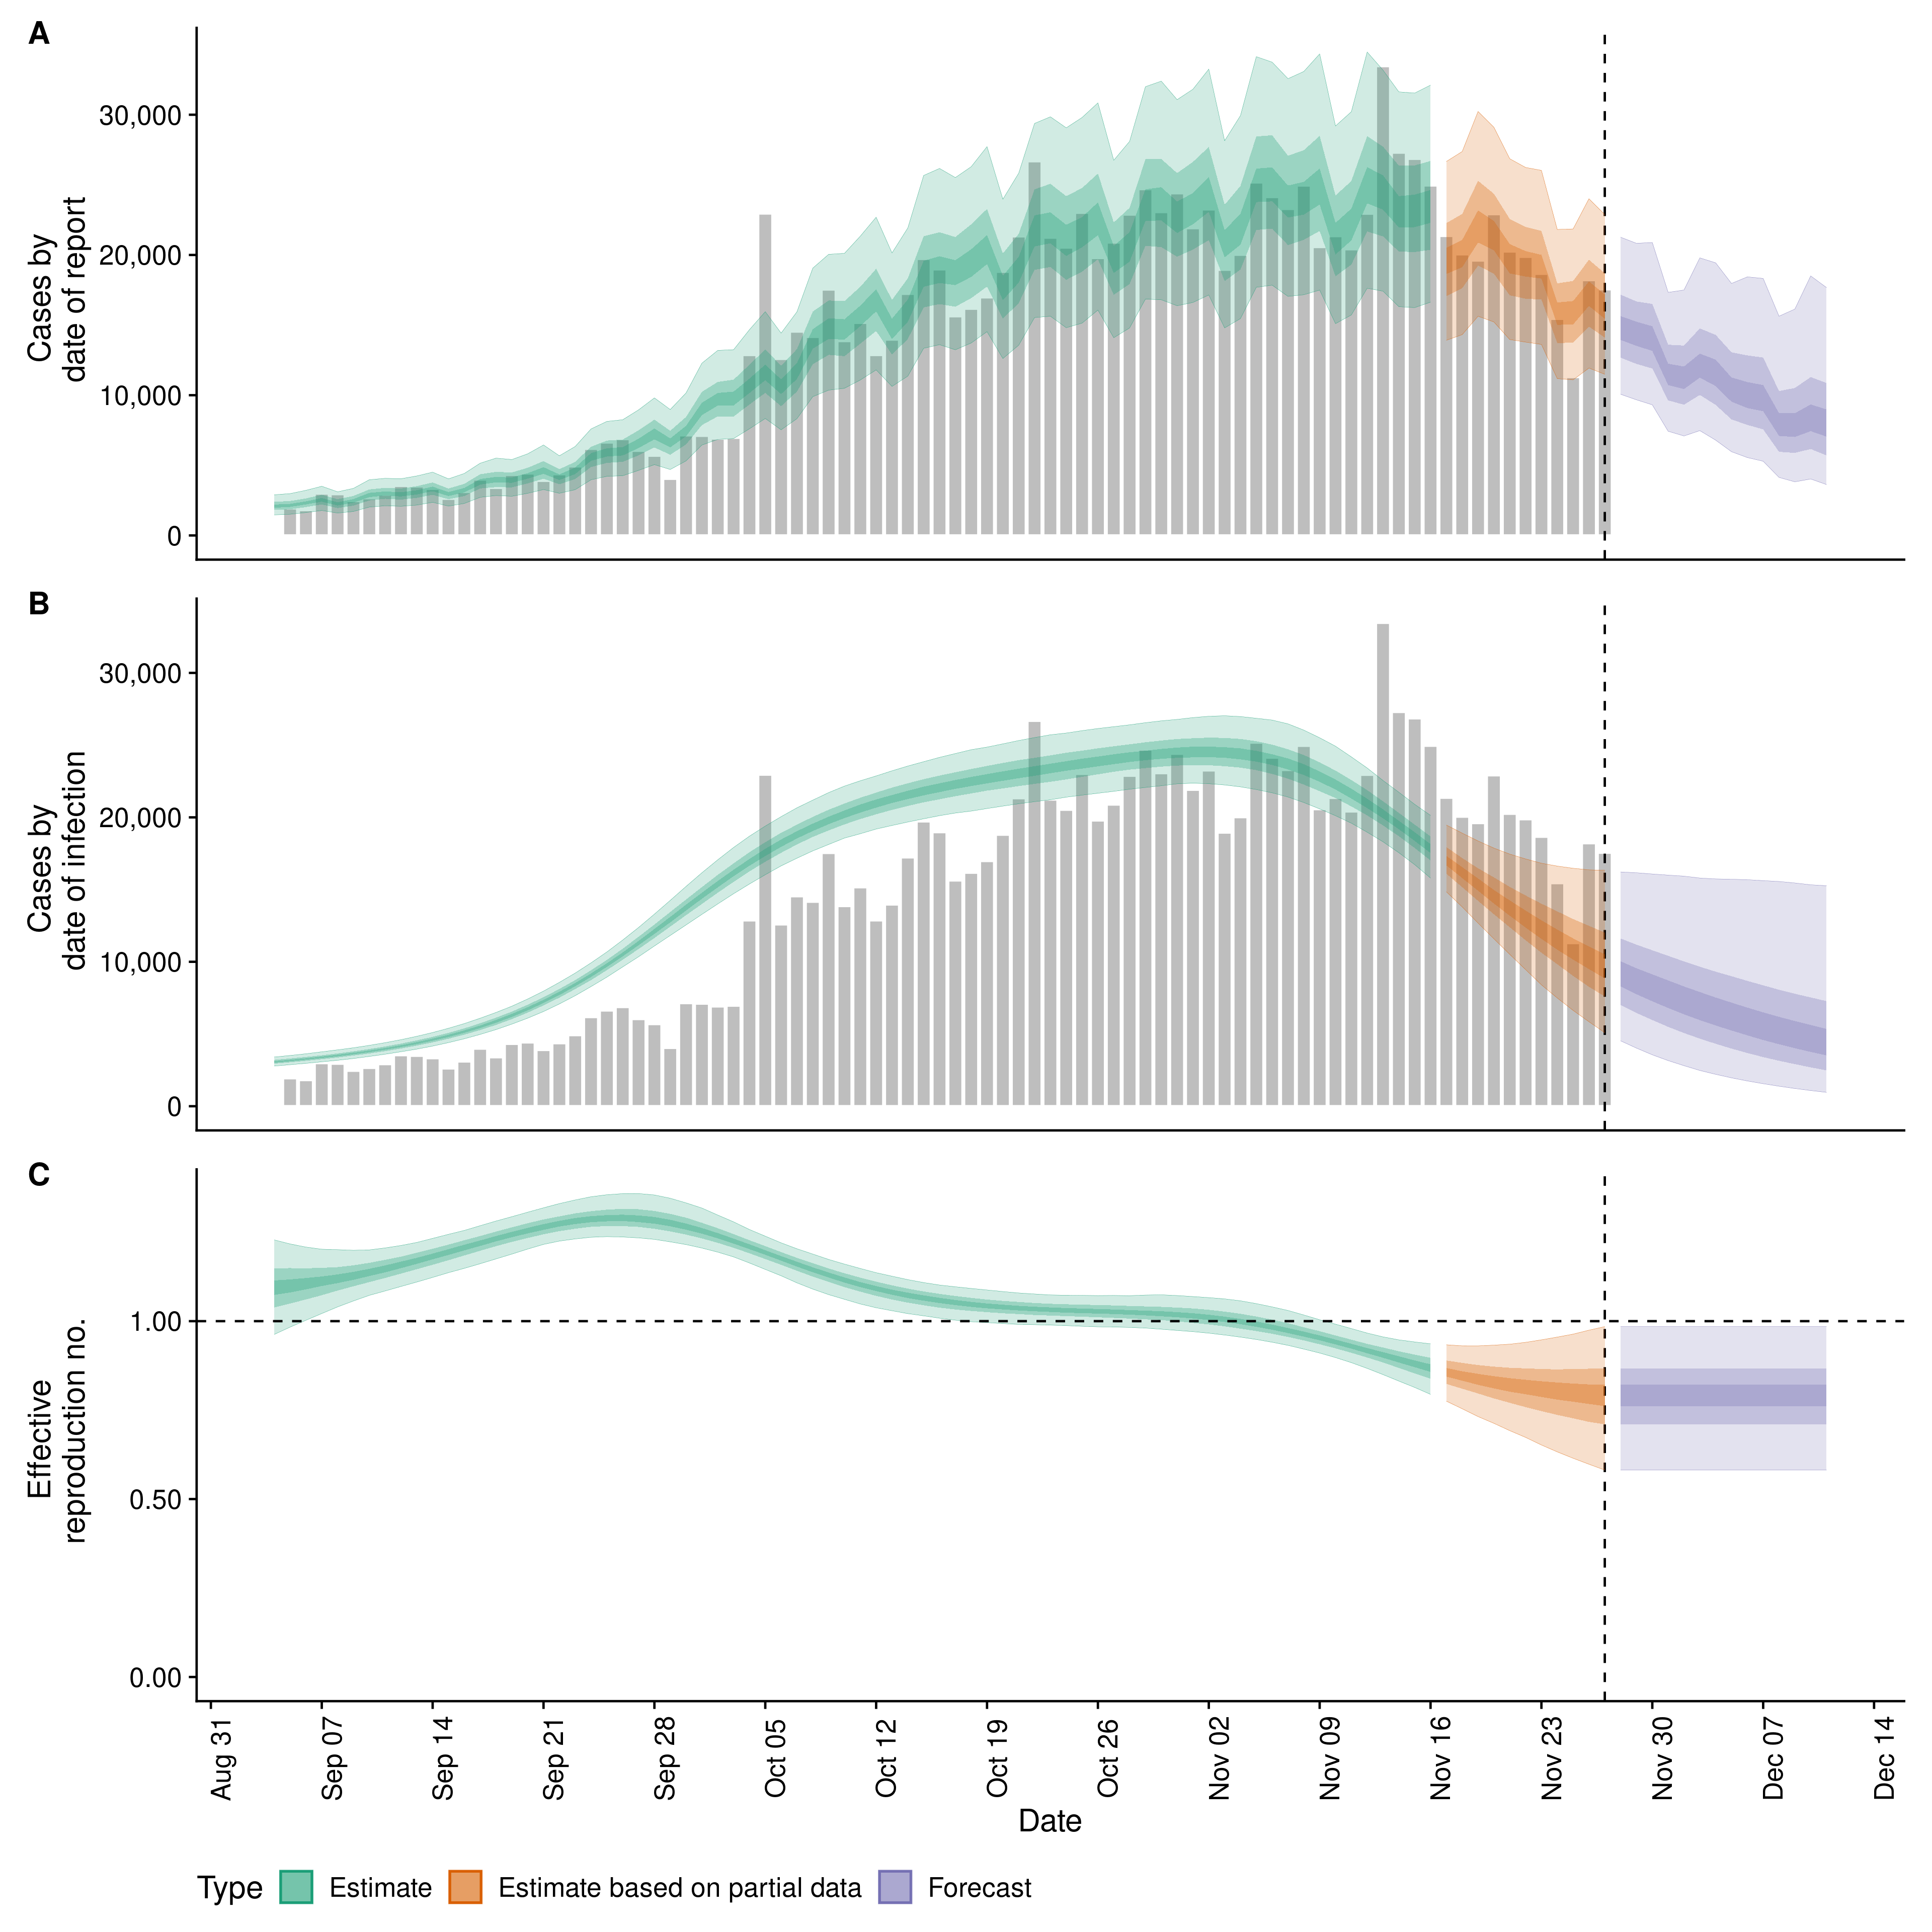 A
Cases by
date of report
30,000
20,000
10,000
0
B
Cases by
date of infection
30,000
20,000
10,000
0
C
Effective
reproduction no.
1.00
0.50
0.00
Aug 31
Sep 07
Sep 14
Sep 21
Sep 28
Oct 05
Oct 12
Oct 19
Oct 26
Nov 02
Nov 09
Nov 16
Nov 23
Nov 30
Dec 07
Dec 14
Date
Type Estimate Estimate based on partial data Forecast